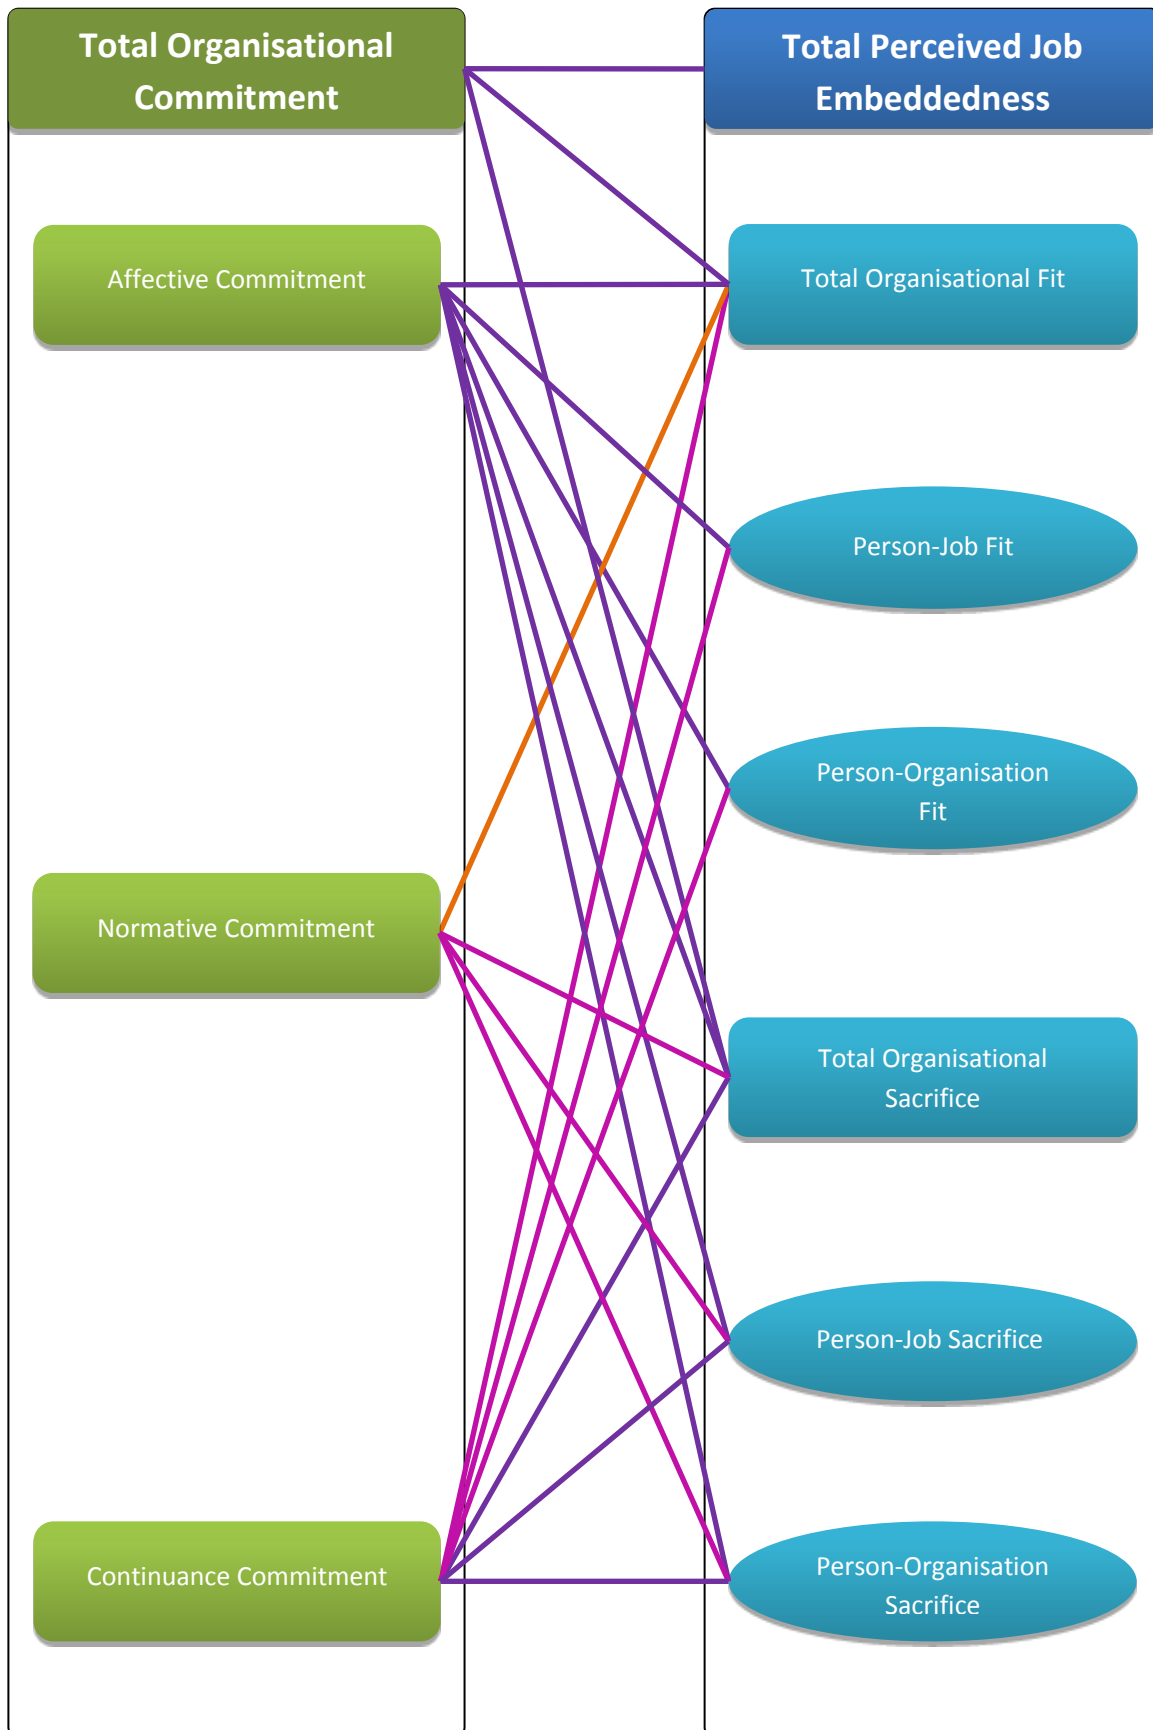 Total Organisational
Commitment
Total Perceived Job
Embeddedness
Affective Commitment
Total Organisational Fit
Person-Job Fit
Person-Organisation
Fit
Normative Commitment
Total Organisational
Sacrifice
Person-Job Sacrifice
Continuance Commitment
Person-Organisation
Sacrifice